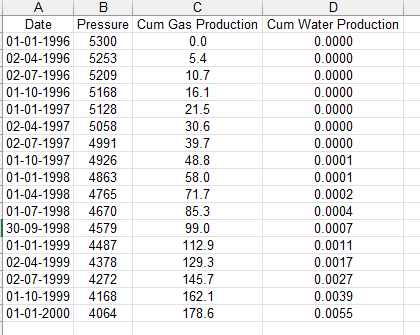 A B C D
Date Pressure Cum Gas Production Cum Water Production
01-01-1996 5300 0.0 0.0000
02-04-1996 5253 5.4 0.0000
02-07-1996 5209 10.7 0.0000
01-10-1996 5168 16.1 0.0000
01-01-1997 5128 21.5 0.0000
02-04-1997 5058 30.6 0.0000
02-07-1997 4991 39.7 0.0000
01-10-1997 4926 48.8 0.0001
01-01-1998 4863 58.0 0.0001
01-04-1998 4765 71.7 0.0002
01-07-1998 4670 85.3 0.0004
30-09-1998 4579 99.0 0.0007
01-01-1999 4487 112.9 0.0011
02-04-1999 4378 129.3 0.0017
02-07-1999 4272 145.7 0.0027
01-10-1999 4168 162.1 0.0039
01-01-2000 4064 178.6 0.0055